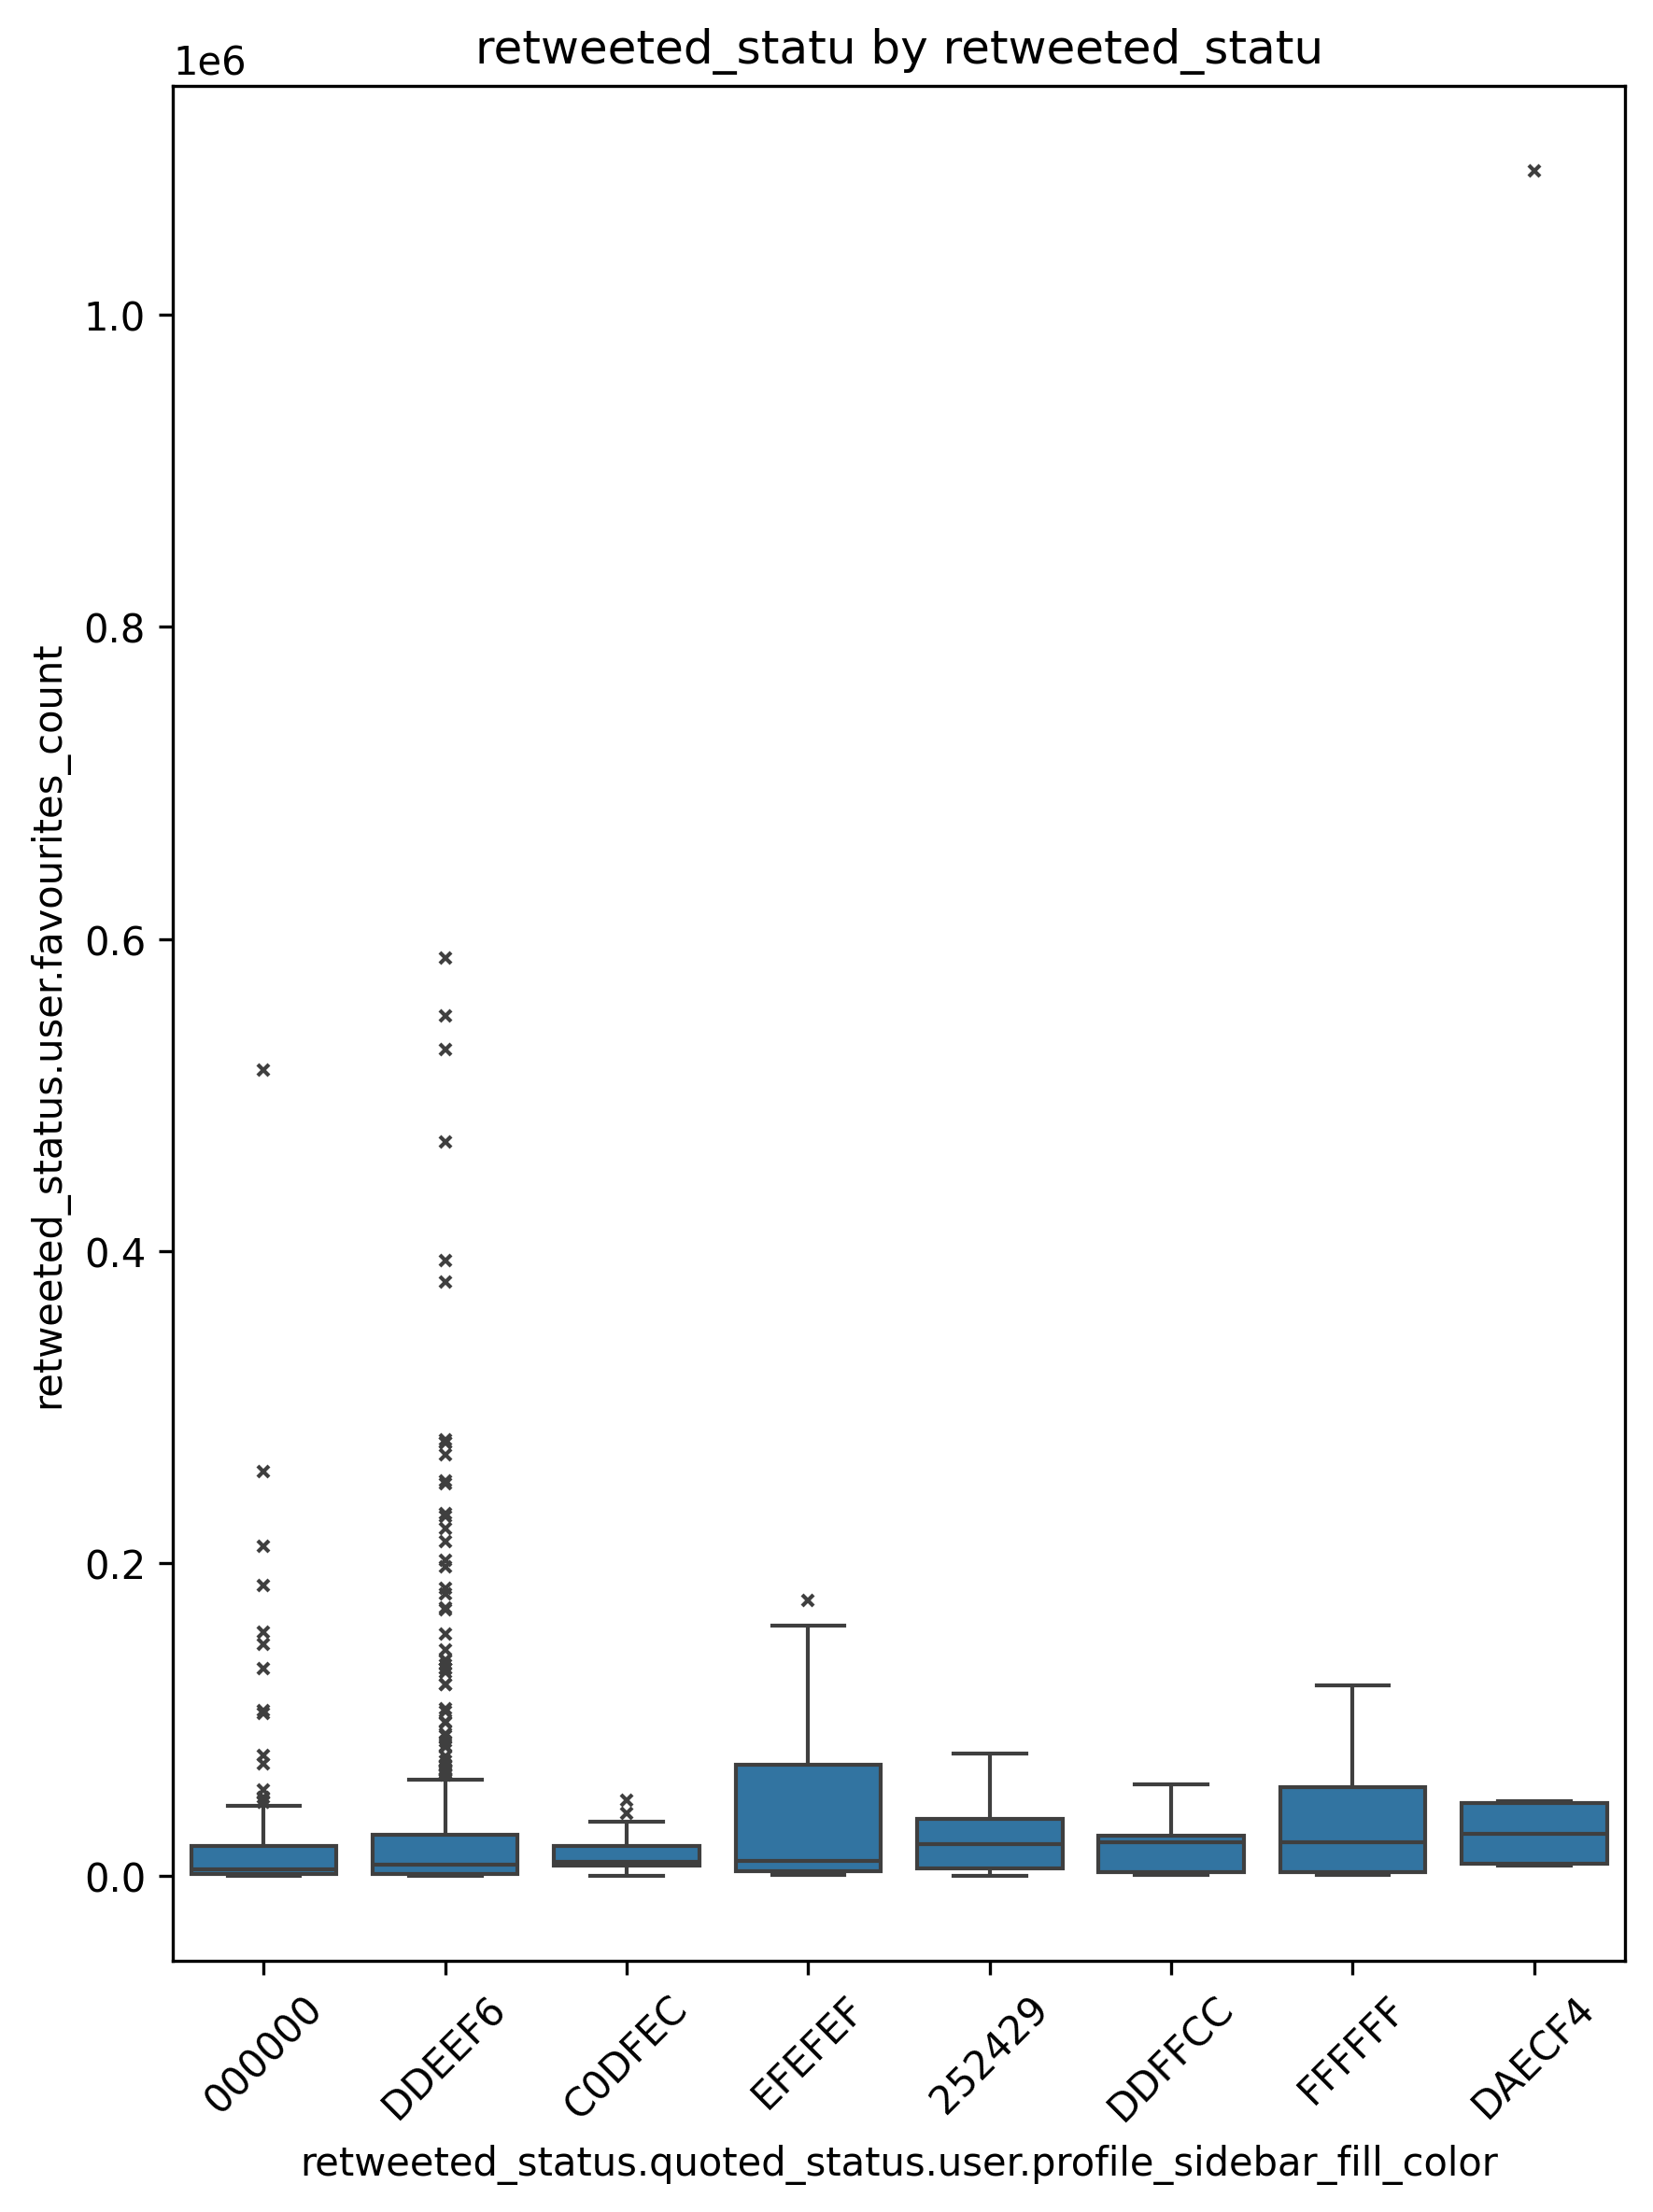 retweeted_statu by retweeted_statu
1e6
1.0
0.8
0.6
0.4
0.2
0.0
retweeted_status.user.favourites_count
000000
DDEEF6
C0DFEC
EFEFEF
252429
DDFFCC
FFFFFF
DAECF4
retweeted_status.quoted_status.user.profile_sidebar_fill_color